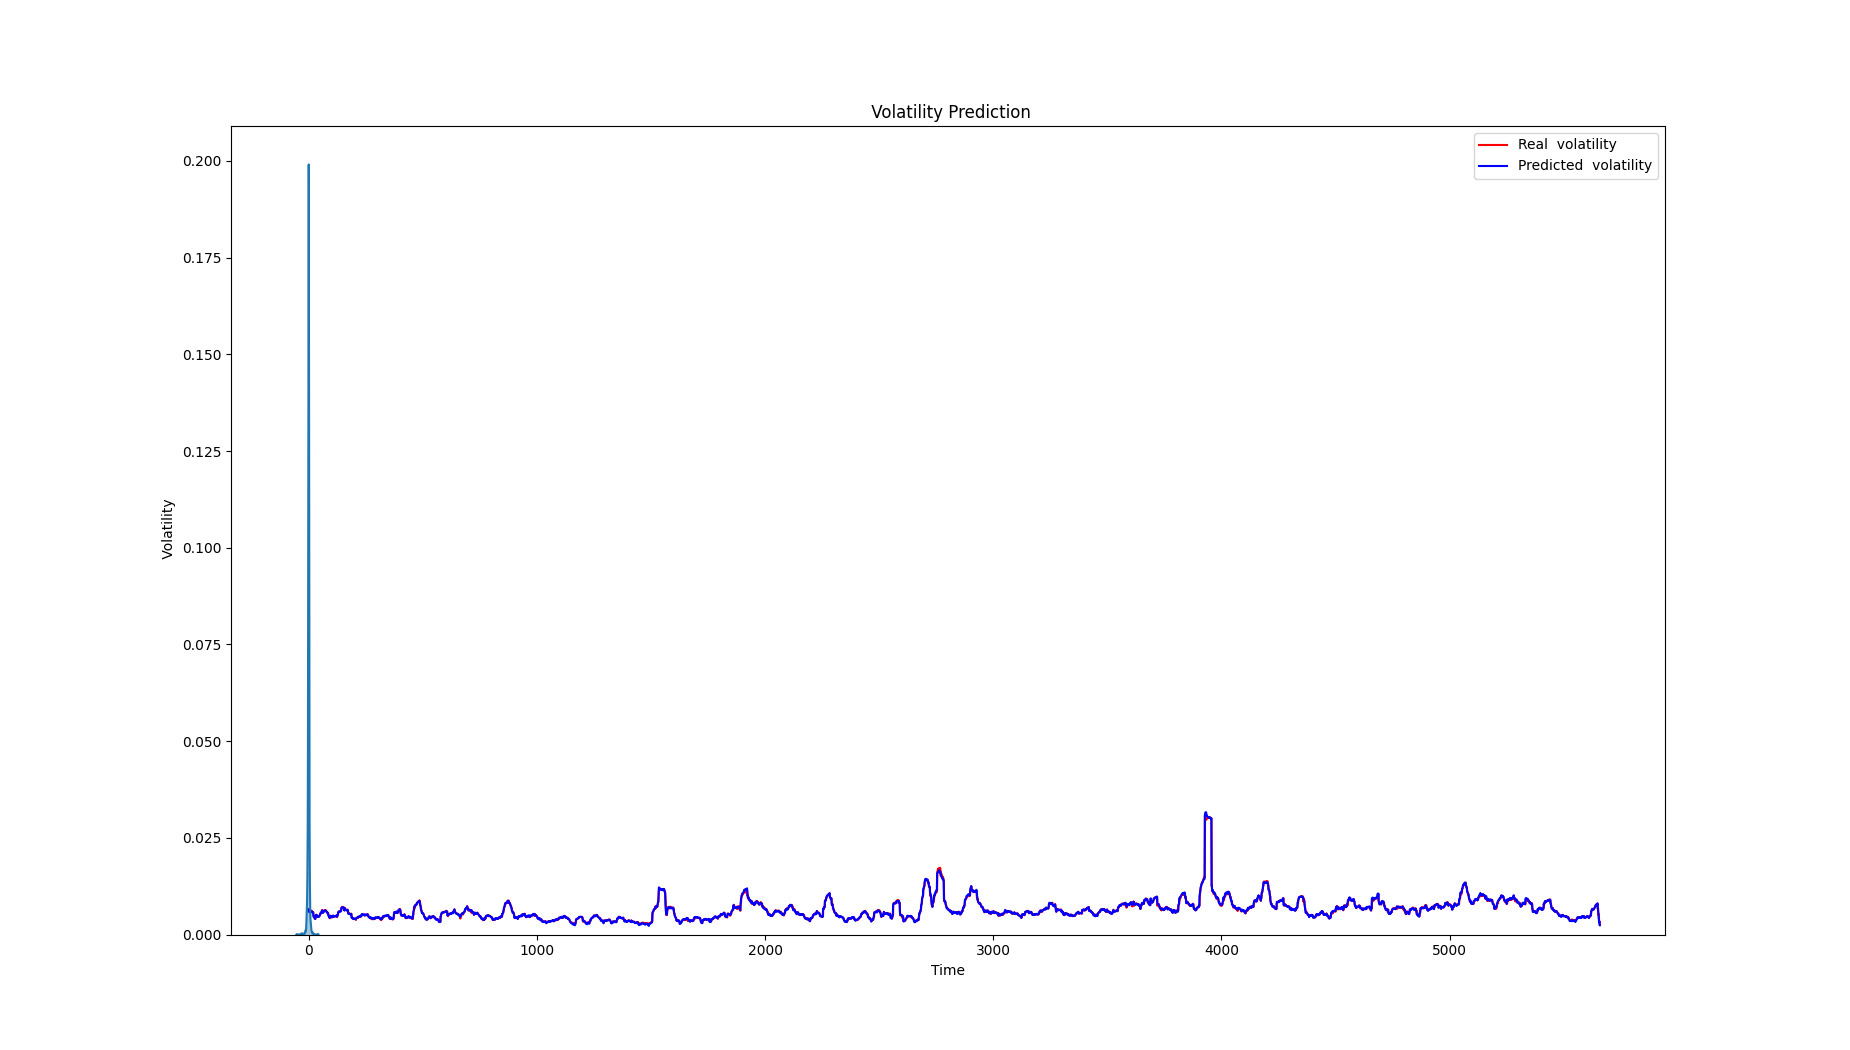 Volatility Prediction
Real  volatility
Predicted  volatility
Volatility
0.200
0.175
0.150
0.125
0.100
0.075
0.050
0.025
0.000
0 1000 2000 3000 4000 5000
Time